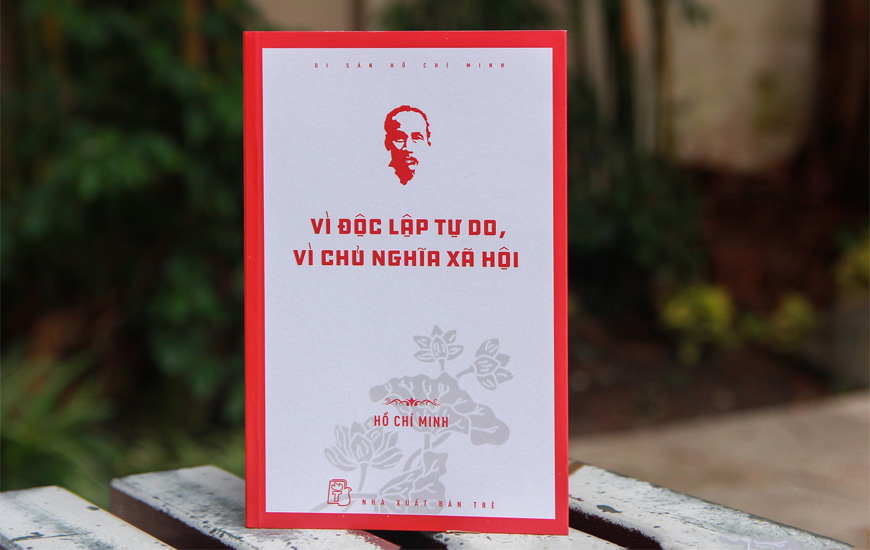 DI SẢN HỒ CHÍ MINH
VÌ ĐỘC LẬP TỰ DO,
VÌ CHỦ NGHĨA XÃ HỘI
HỒ CHÍ MINH
NHÀ XUẤT BẢN TRẺ